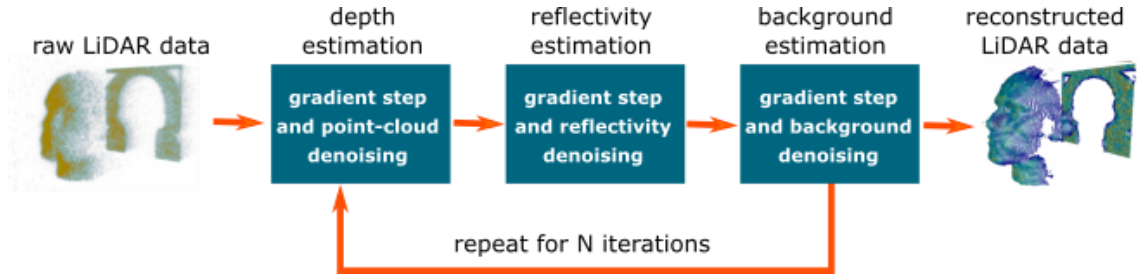 raw LiDAR data
depth
estimation
gradient step
and point-cloud
denoising
reflectivity
estimation
gradient step
and reflectivity
denoising
background
estimation
gradient step
and background
denoising
reconstructed
LiDAR data
repeat for N iterations